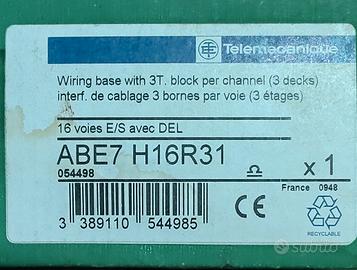 Telemecanique
Wiring base with 3T. block per channel (3 decks)
interf. de cablage 3 bornes par voie (3 étages)
16 voies E/S avec DEL
ABE7 H16R31
054498
x 1
France 0948
3 389110 544985
CE
RECYCLABLE
subito